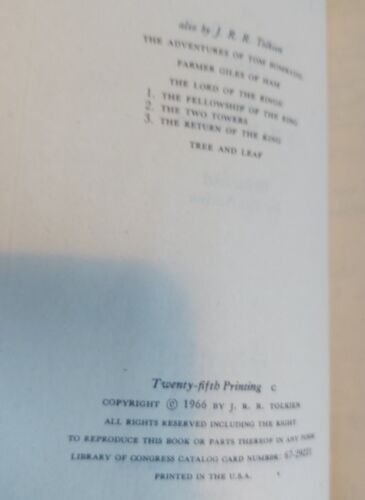 also by J. R. R. Tolkien
THE ADVENTURES OF TOM BOMBADIL
FARMER GILES OF HAM
THE LORD OF THE RINGS
1. THE FELLOWSHIP OF THE RING
2. THE TWO TOWERS
3. THE RETURN OF THE KING
TREE AND LEAF
Twenty-fifth Printing C
COPYRIGHT © 1966 BY J. R. R. TOLKIEN
ALL RIGHTS RESERVED INCLUDING THE RIGHT
TO REPRODUCE THIS BOOK OR PARTS THEREOF IN ANY FORM
LIBRARY OF CONGRESS CATALOG CARD NUMBER:
PRINTED IN THE U.S.A.